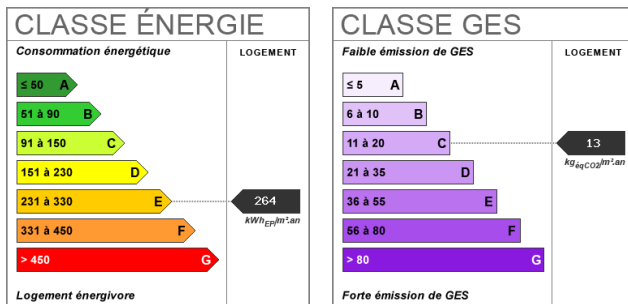 CLASSE ÉNERGIE
Consommation énergétique
LOGEMENT
≤ 50 A
51 à 90 B
91 à 150 C
151 à 230 D
231 à 330 E
264
kWhEP/m².an
331 à 450 F
> 450 G
Logement énergivore
CLASSE GES
Faible émission de GES
LOGEMENT
≤ 5 A
6 à 10 B
11 à 20 C
13
kgéqCO2/m².an
21 à 35 D
36 à 55 E
56 à 80 F
> 80 G
Forte émission de GES